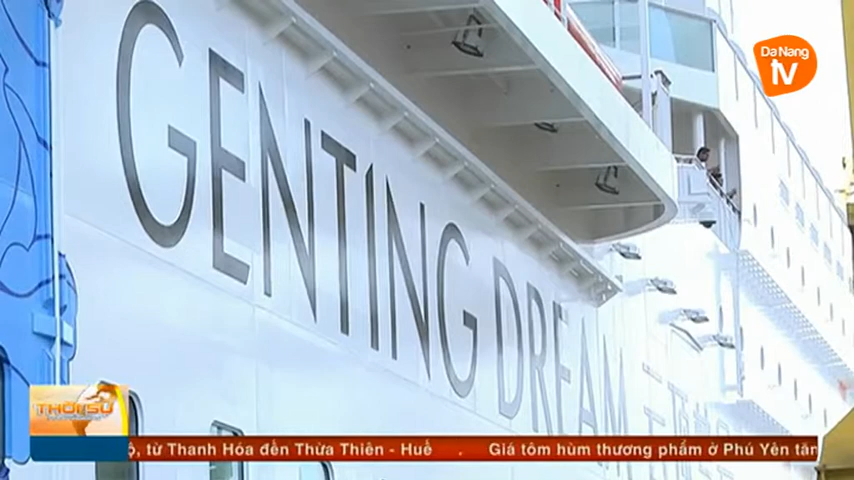 Da Nang
tv
GENTING DREAM
THỜI SỰ
ộ, từ Thanh Hóa đến Thừa Thiên - Huế . Giá tôm hùm thương phẩm ở Phú Yên tăn